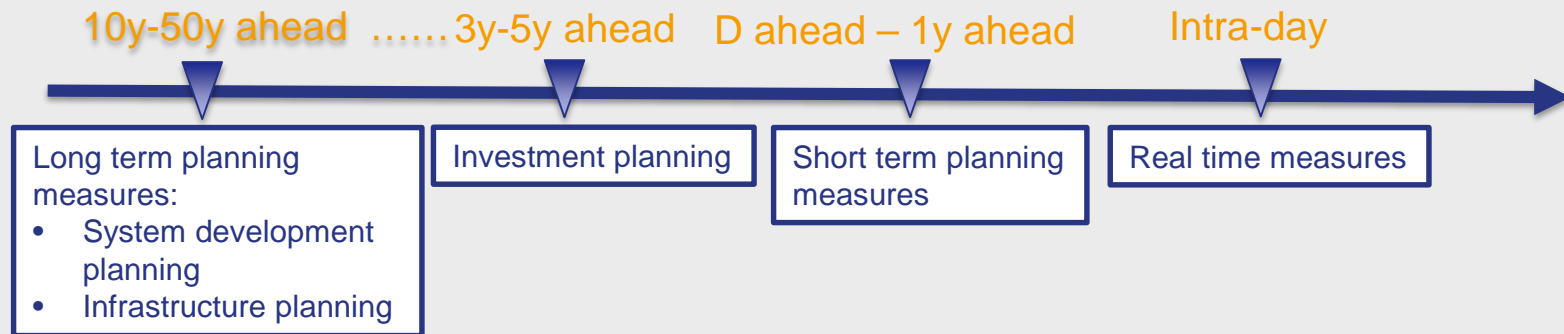 10y-50y ahead ...... 3y-5y ahead D ahead – 1y ahead Intra-day
Long term planning
measures:
• System development
planning
• Infrastructure planning
Investment planning
Short term planning
measures
Real time measures